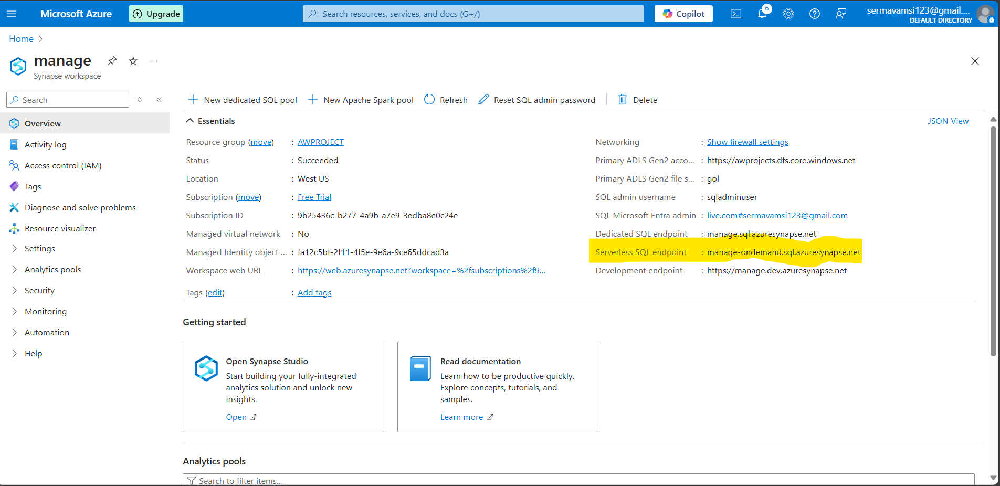 Microsoft Azure
Upgrade
Search resources, services, and docs (G+/)
Copilot
6
sermavamsi123@gmail....
DEFAULT DIRECTORY
Home
manage
Synapse workspace
Search
Overview
Activity log
Access control (IAM)
Tags
Diagnose and solve problems
Resource visualizer
Settings
Analytics pools
Security
Monitoring
Automation
Help
New dedicated SQL pool
New Apache Spark pool
Refresh
Reset SQL admin password
Delete
Essentials
JSON View
Resource group (move) : AWPROJECT
Status : Succeeded
Location : West US
Subscription (move) : Free Trial
Subscription ID : 9b25436c-b277-4a9b-a7e9-3edba8e0c24e
Managed virtual network : No
Managed Identity object ... : fa12c5bf-2f11-4f5e-9e6a-9ce65ddcad3a
Workspace web URL : https://web.azuresynapse.net?workspace=%2fsubscriptions%2f9...
Tags (edit) : Add tags
Networking : Show firewall settings
Primary ADLS Gen2 acco... : https://awprojects.dfs.core.windows.net
Primary ADLS Gen2 file s... : gol
SQL admin username : sqladminuser
SQL Microsoft Entra admin : live.com#sermavamsi123@gmail.com
Dedicated SQL endpoint : manage.sql.azuresynapse.net
Serverless SQL endpoint : manage-ondemand.sql.azuresynapse.net
Development endpoint : https://manage.dev.azuresynapse.net
Getting started
Open Synapse Studio
Start building your fully-integrated
analytics solution and unlock new
insights.
Open
Read documentation
Learn how to be productive quickly.
Explore concepts, tutorials, and
samples.
Learn more
Analytics pools
Search to filter items...